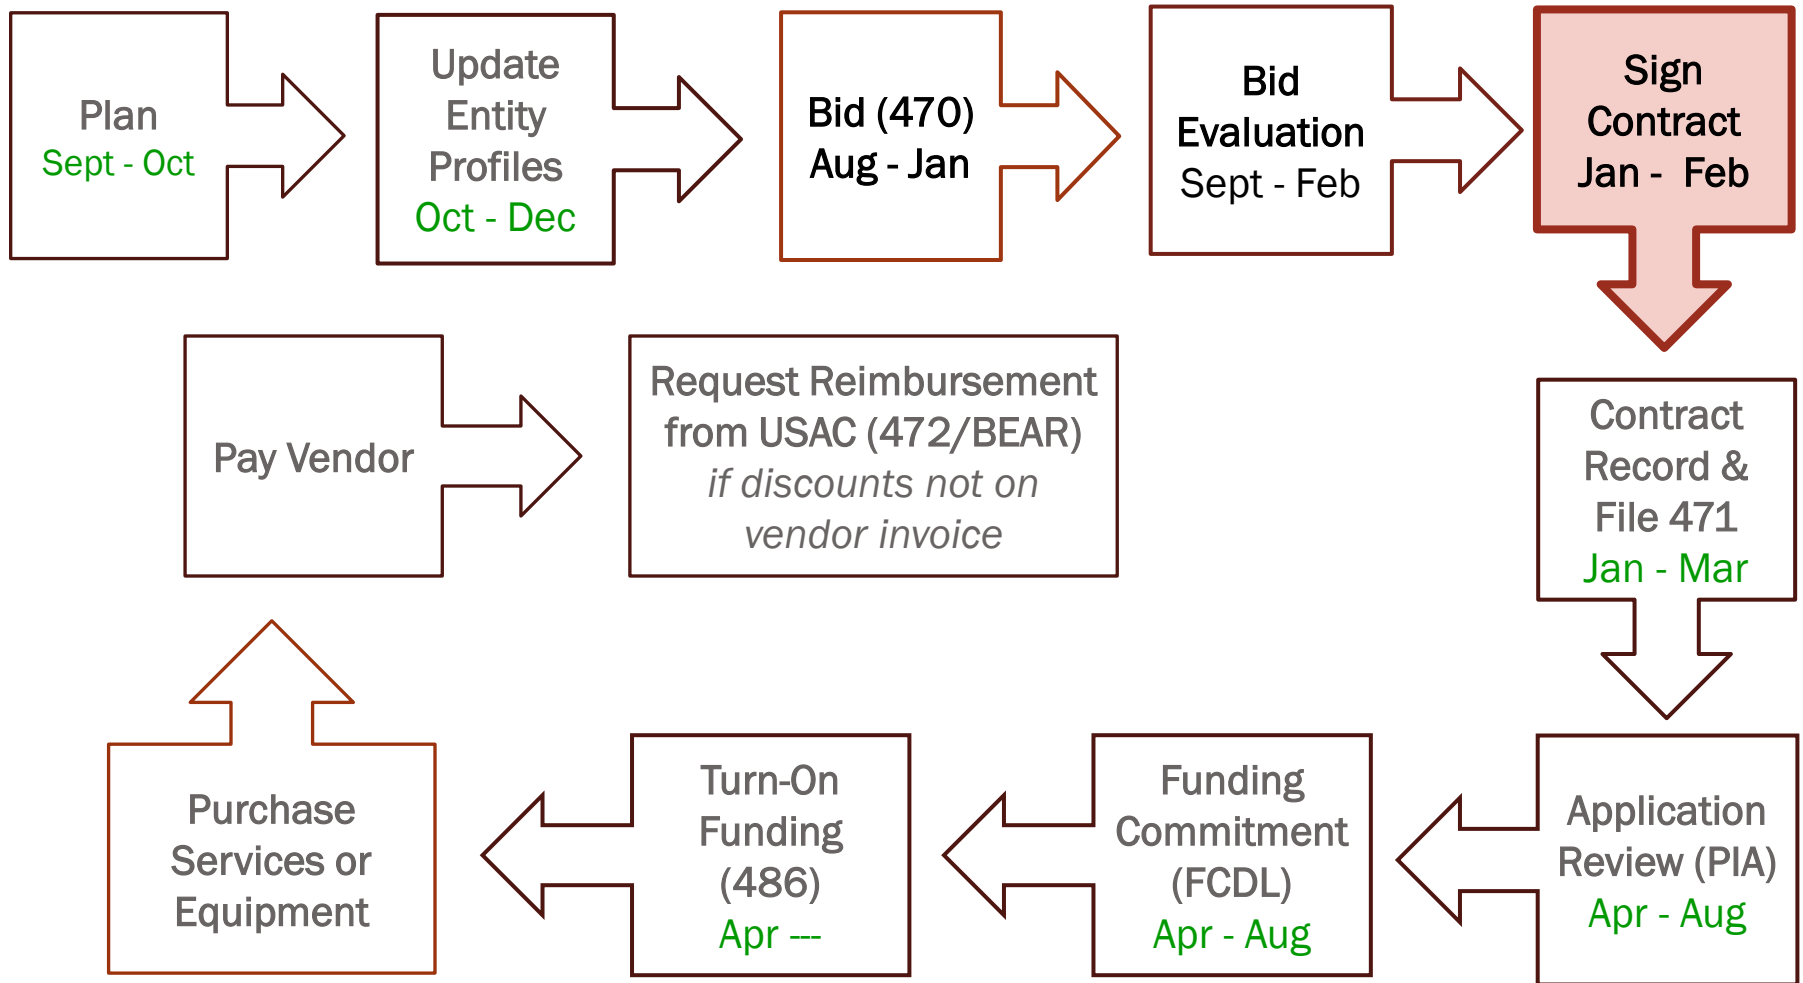 Plan
Sept - Oct
Update
Entity
Profiles
Oct - Dec
Bid (470)
Aug - Jan
Bid
Evaluation
Sept - Feb
Sign
Contract
Jan - Feb
Contract
Record &
File 471
Jan - Mar
Application
Review (PIA)
Apr - Aug
Funding
Commitment
(FCDL)
Apr - Aug
Turn-On
Funding
(486)
Apr ---
Purchase
Services or
Equipment
Pay Vendor
Request Reimbursement
from USAC (472/BEAR)
if discounts not on
vendor invoice